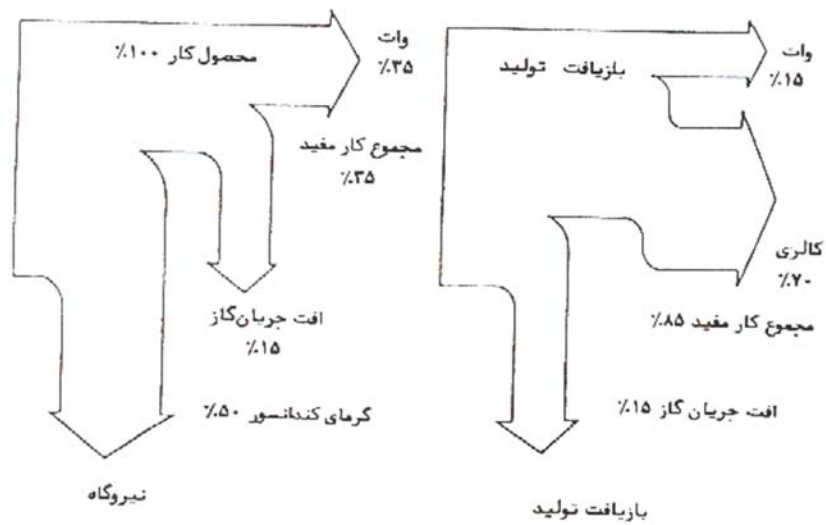 وات
٪۳۵
محصول کار ۱۰۰٪
مجموع کار مفید
٪۳۵
افت جریان گاز
٪۱۵
گرمای کندانسور ۵۰٪
نیروگاه
وات
٪۱۵
بازیافت تولید
کالری
٪۷۰
مجموع کار مفید ۸۵٪
افت جریان گاز ۱۵٪
بازیافت تولید